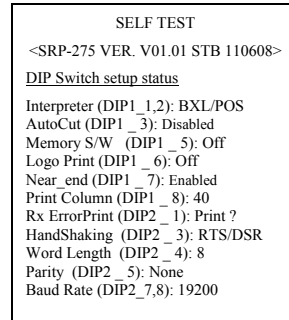 SELF TEST
<SRP-275 VER. V01.01 STB 110608>
DIP Switch setup status
Interpreter (DIP1_1,2): BXL/POS
AutoCut (DIP1 _ 3): Disabled
Memory S/W (DIP1 _ 5): Off
Logo Print (DIP1 _ 6): Off
Near_end (DIP1 _ 7): Enabled
Print Column (DIP1 _ 8): 40
Rx ErrorPrint (DIP2 _ 1): Print ?
HandShaking (DIP2 _ 3): RTS/DSR
Word Length (DIP2 _ 4): 8
Parity (DIP2 _ 5): None
Baud Rate (DIP2_7,8): 19200